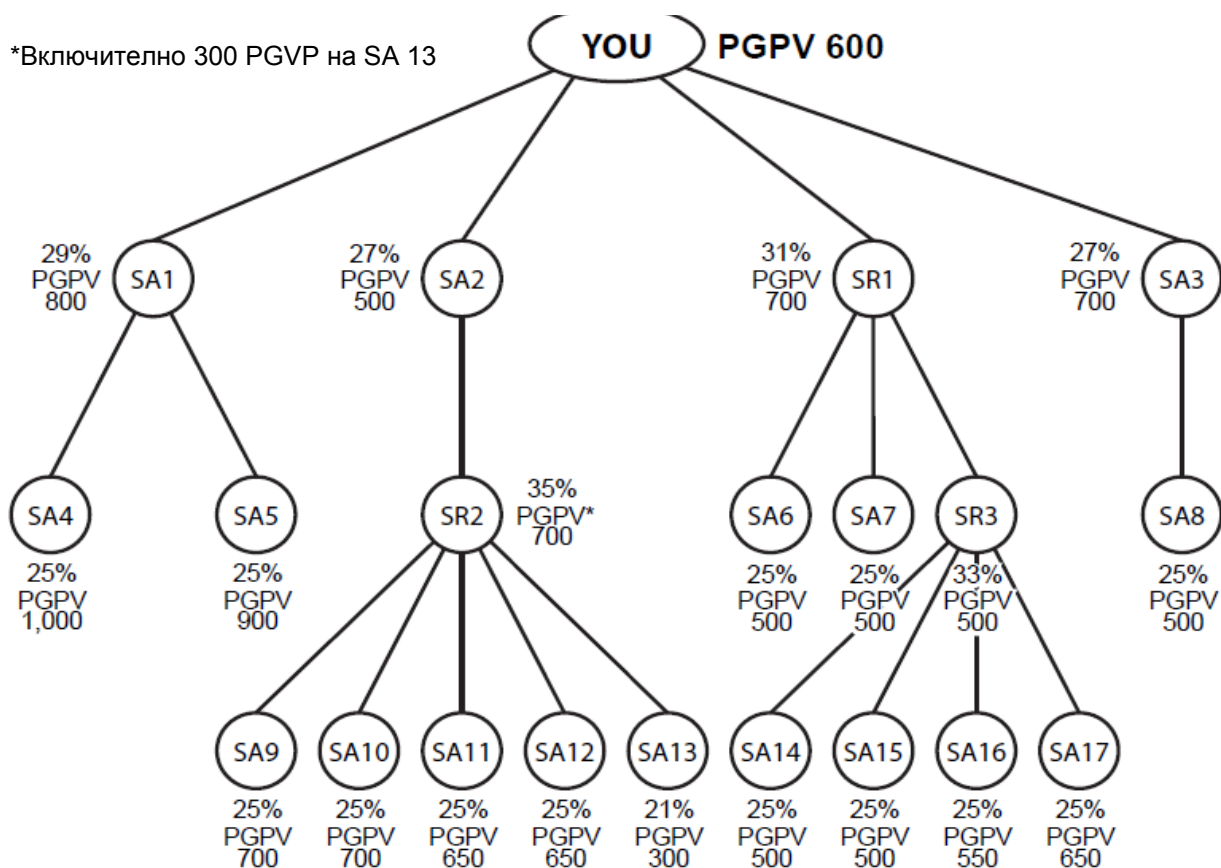 *Включително 300 PGVP на SA 13
YOU
PGPV 600
29%
PGPV
800
SA1
27%
PGPV
500
SA2
31%
PGPV
700
SR1
27%
PGPV
700
SA3
SA4
25%
PGPV
1,000
SA5
25%
PGPV
900
SR2
35%
PGPV*
700
SA6
25%
PGPV
500
SA7
25%
PGPV
500
SR3
33%
PGPV
500
SA8
25%
PGPV
500
SA9
25%
PGPV
700
SA10
25%
PGPV
700
SA11
25%
PGPV
650
SA12
25%
PGPV
650
SA13
21%
PGPV
300
SA14
25%
PGPV
500
SA15
25%
PGPV
500
SA16
25%
PGPV
550
SA17
25%
PGPV
650